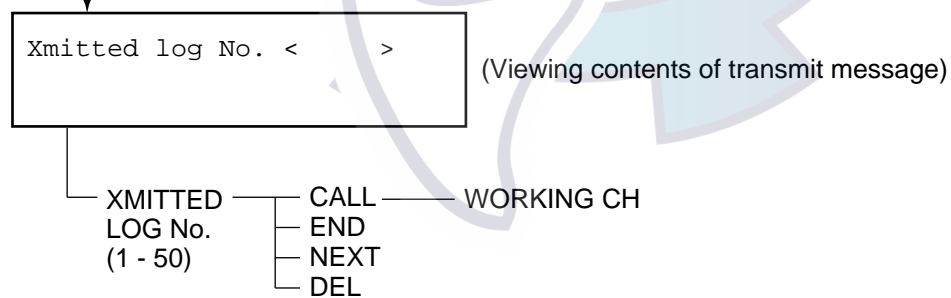 Xmitted log No. <      >
(Viewing contents of transmit message)
XMITTED
LOG No.
(1 - 50)
CALL
END
NEXT
DEL
WORKING CH